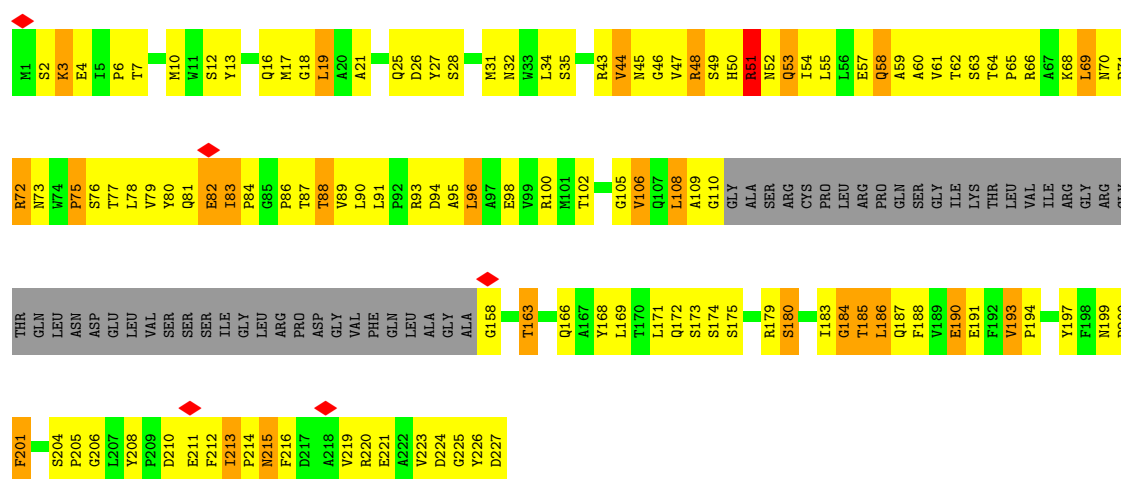 M1 S2 K3 E4 I5 P6 T7 M10 W11 S12 Y13 Q16 M17 G18 L19 A20 A21 Q25 D26 Y27 S28 M31 N32 W33 L34 S35 R43 V44 N45 G46 V47 R48 S49 H50 R51 N52 Q53 I54 L55 L56 E57 Q58 A59 A60 V61 T62 S63 T64 P65 R66 A67 K68 L69 N70
R72 N73 W74 P75 S76 T77 L78 V79 Y80 Q81 E82 I83 P84 G85 P86 T87 T88 V89 L90 L91 P92 R93 D94 A95 L96 A97 E98 V99 R100 M101 T102 G105 V106 Q107 L108 A109 G110 GLY ALA SER ARG CYS PRO LEU ARG PRO GLN SER GLY ILE LYS THR LEU VAL ILE ARG GLY ARG
THR GLN LEU ASN ASP GLU LEU VAL SER SER SER ILE GLY LEU ARG PRO ASP GLY VAL PHE GLN LEU ALA GLY ALA G158 T163 Q166 A167 Y168 L169 T170 L171 Q172 S173 S174 S175 R179 S180 I183 G184 T185 L186 Q187 F188 V189 E190 E191 F192 V193 P194 Y197 F198 N199
F201 S204 P205 G206 L207 Y208 P209 D210 E211 F212 I213 P214 N215 F216 D217 A218 V219 R220 E221 A222 V223 D224 G225 Y226 D227